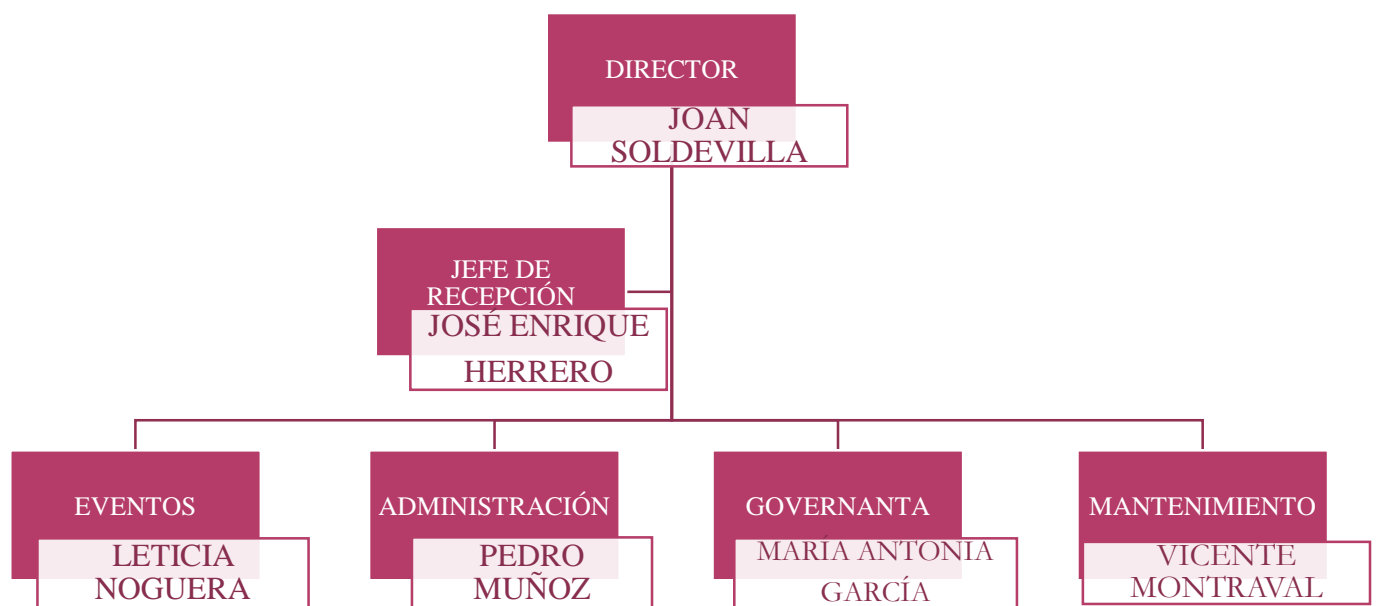 DIRECTOR
JOAN
SOLDEVILLA
JEFE DE
RECEPCIÓN
JOSÉ ENRIQUE
HERRERO
EVENTOS
LETICIA
NOGUERA
ADMINISTRACIÓN
PEDRO
MUÑOZ
GOVERNANTA
MARÍA ANTONIA
GARCÍA
MANTENIMIENTO
VICENTE
MONTRAVAL